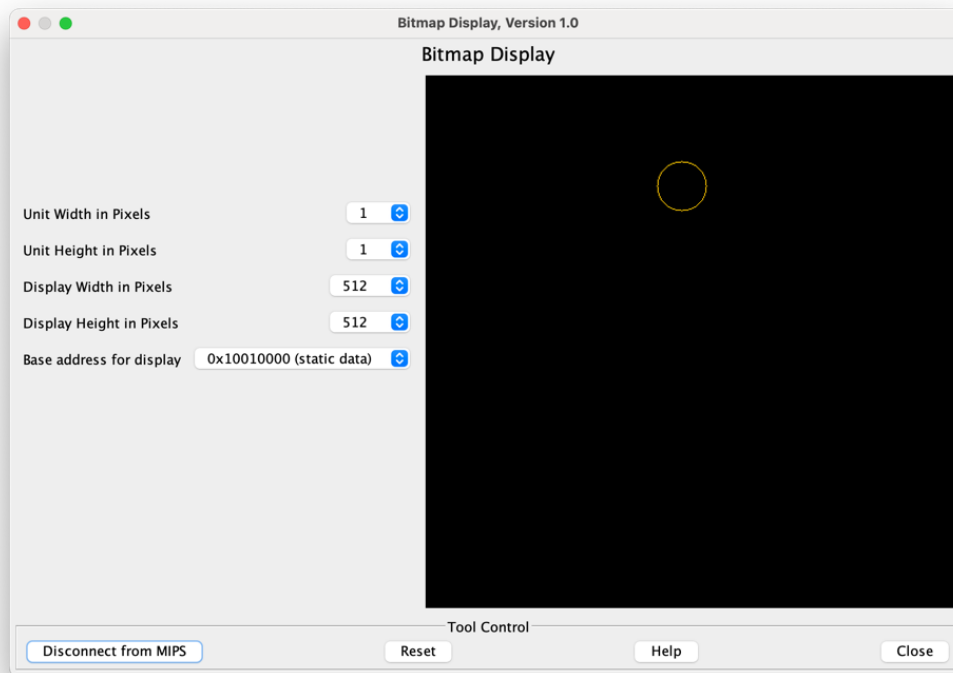 Bitmap Display, Version 1.0
Bitmap Display
Unit Width in Pixels 1
Unit Height in Pixels 1
Display Width in Pixels 512
Display Height in Pixels 512
Base address for display 0x10010000 (static data)
Tool Control
Disconnect from MIPS Reset Help Close